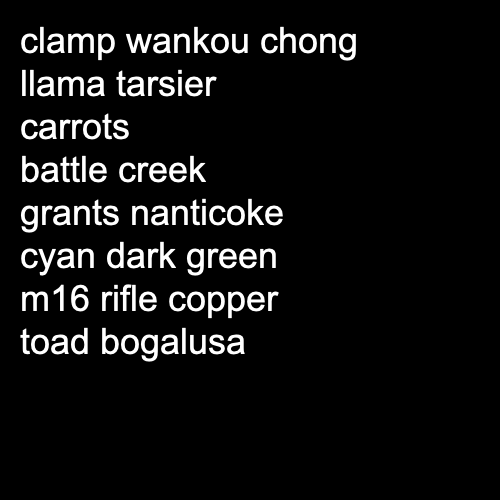 clamp wankou chong
llama tarsier
carrots
battle creek
grants nanticoke
cyan dark green
m16 rifle copper
toad bogalusa